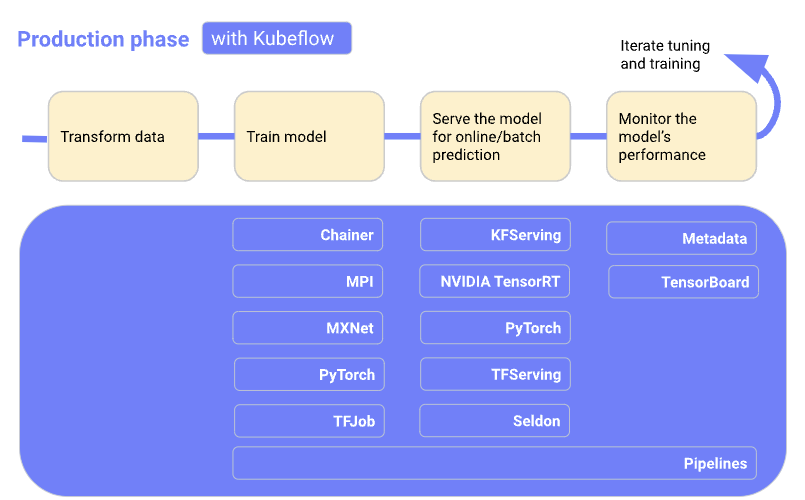 Production phase with Kubeflow
Iterate tuning
and training
Transform data
Train model
Serve the model
for online/batch
prediction
Monitor the
model's
performance
Chainer
MPI
MXNet
PyTorch
TFJob
KFServing
NVIDIA TensorRT
PyTorch
TFServing
Seldon
Metadata
TensorBoard
Pipelines